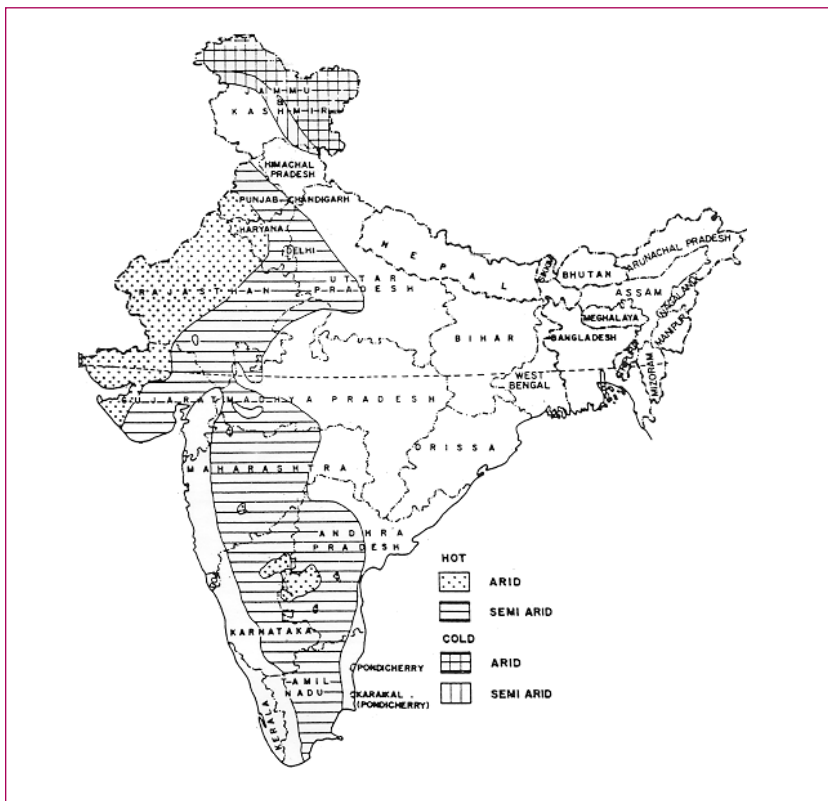 JAMMU
&
KASHMIR
HIMACHAL
PRADESH
PUNJAB
CHANDIGARH
HARYANA
DELHI
UTTAR
PRADESH
RAJASTHAN
NEPAL
SIKKIM
BHUTAN
ARUNACHAL PRADESH
ASSAM
NAGALAND
MEGHALAYA
MANIPUR
BIHAR
BANGLADESH
MIZORAM
WEST
BENGAL
GUJARAT
MADHYA PRADESH
ORISSA
MAHARASHTRA
ANDHRA
PRADESH
KARNATAKA
PONDICHERRY
TAMIL
NADU
KARAIKAL
(PONDICHERRY)
KERALA
HOT
ARID
SEMI ARID
COLD
ARID
SEMI ARID